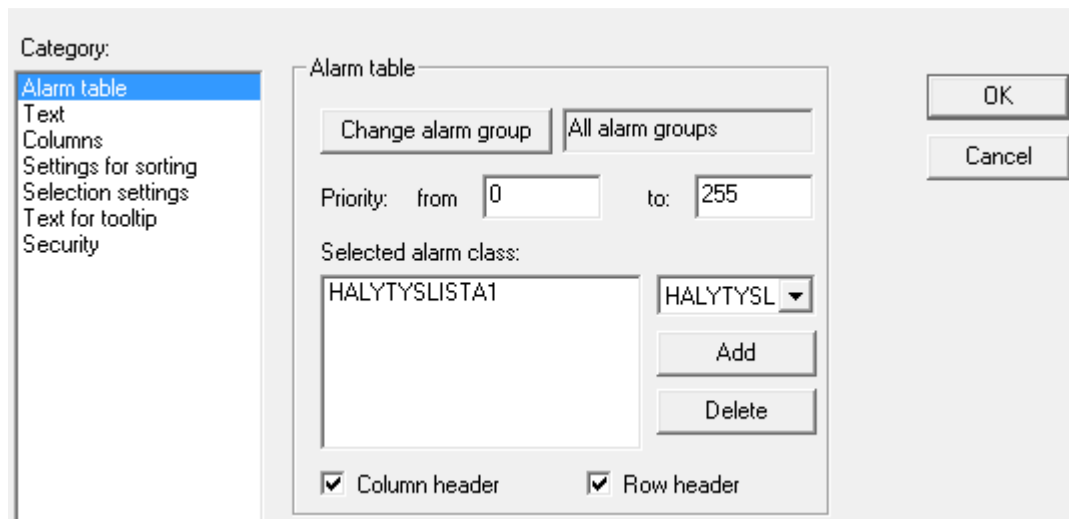 Category:
Alarm table
Text
Columns
Settings for sorting
Selection settings
Text for tooltip
Security
Alarm table
Change alarm group All alarm groups
Priority: from 0 to: 255
Selected alarm class:
HALYTYSLISTA1
HALYTYSL
Add
Delete
Column header Row header
OK
Cancel